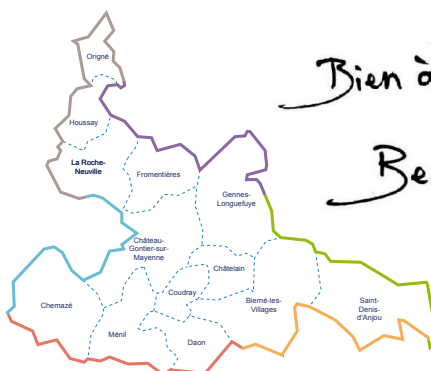 Origné
Bien à
Houssay
La Roche-
Neuville
Fromentières
Be
Gennes-
Longuefuye
Château-
Gontier-sur-
Mayenne
Châtelain
Chemazé
Coudray
Bierné-les-
Villages
Saint-
Denis-
d'Anjou
Ménil
Daon